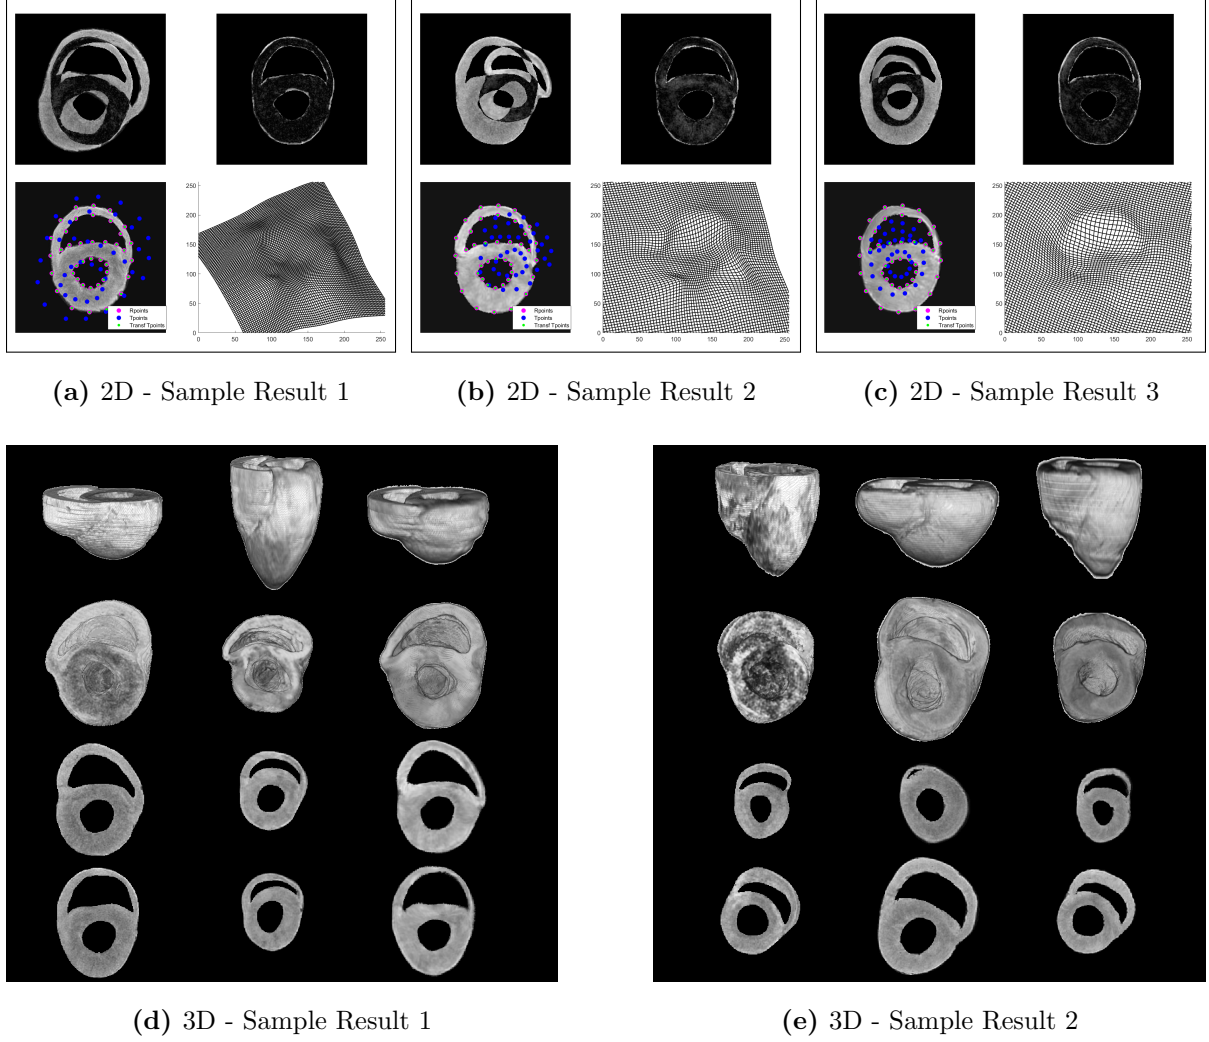 250
200
150
100
50
0
0 50 100 150 200 250
Rpoints
Tpoints
Transf Tpoints
250
200
150
100
50
0
0 50 100 150 200 250
Rpoints
Tpoints
Transf Tpoints
250
200
150
100
50
0
0 50 100 150 200 250
Rpoints
Tpoints
Transf Tpoints
(a) 2D - Sample Result 1
(b) 2D - Sample Result 2
(c) 2D - Sample Result 3
(d) 3D - Sample Result 1
(e) 3D - Sample Result 2